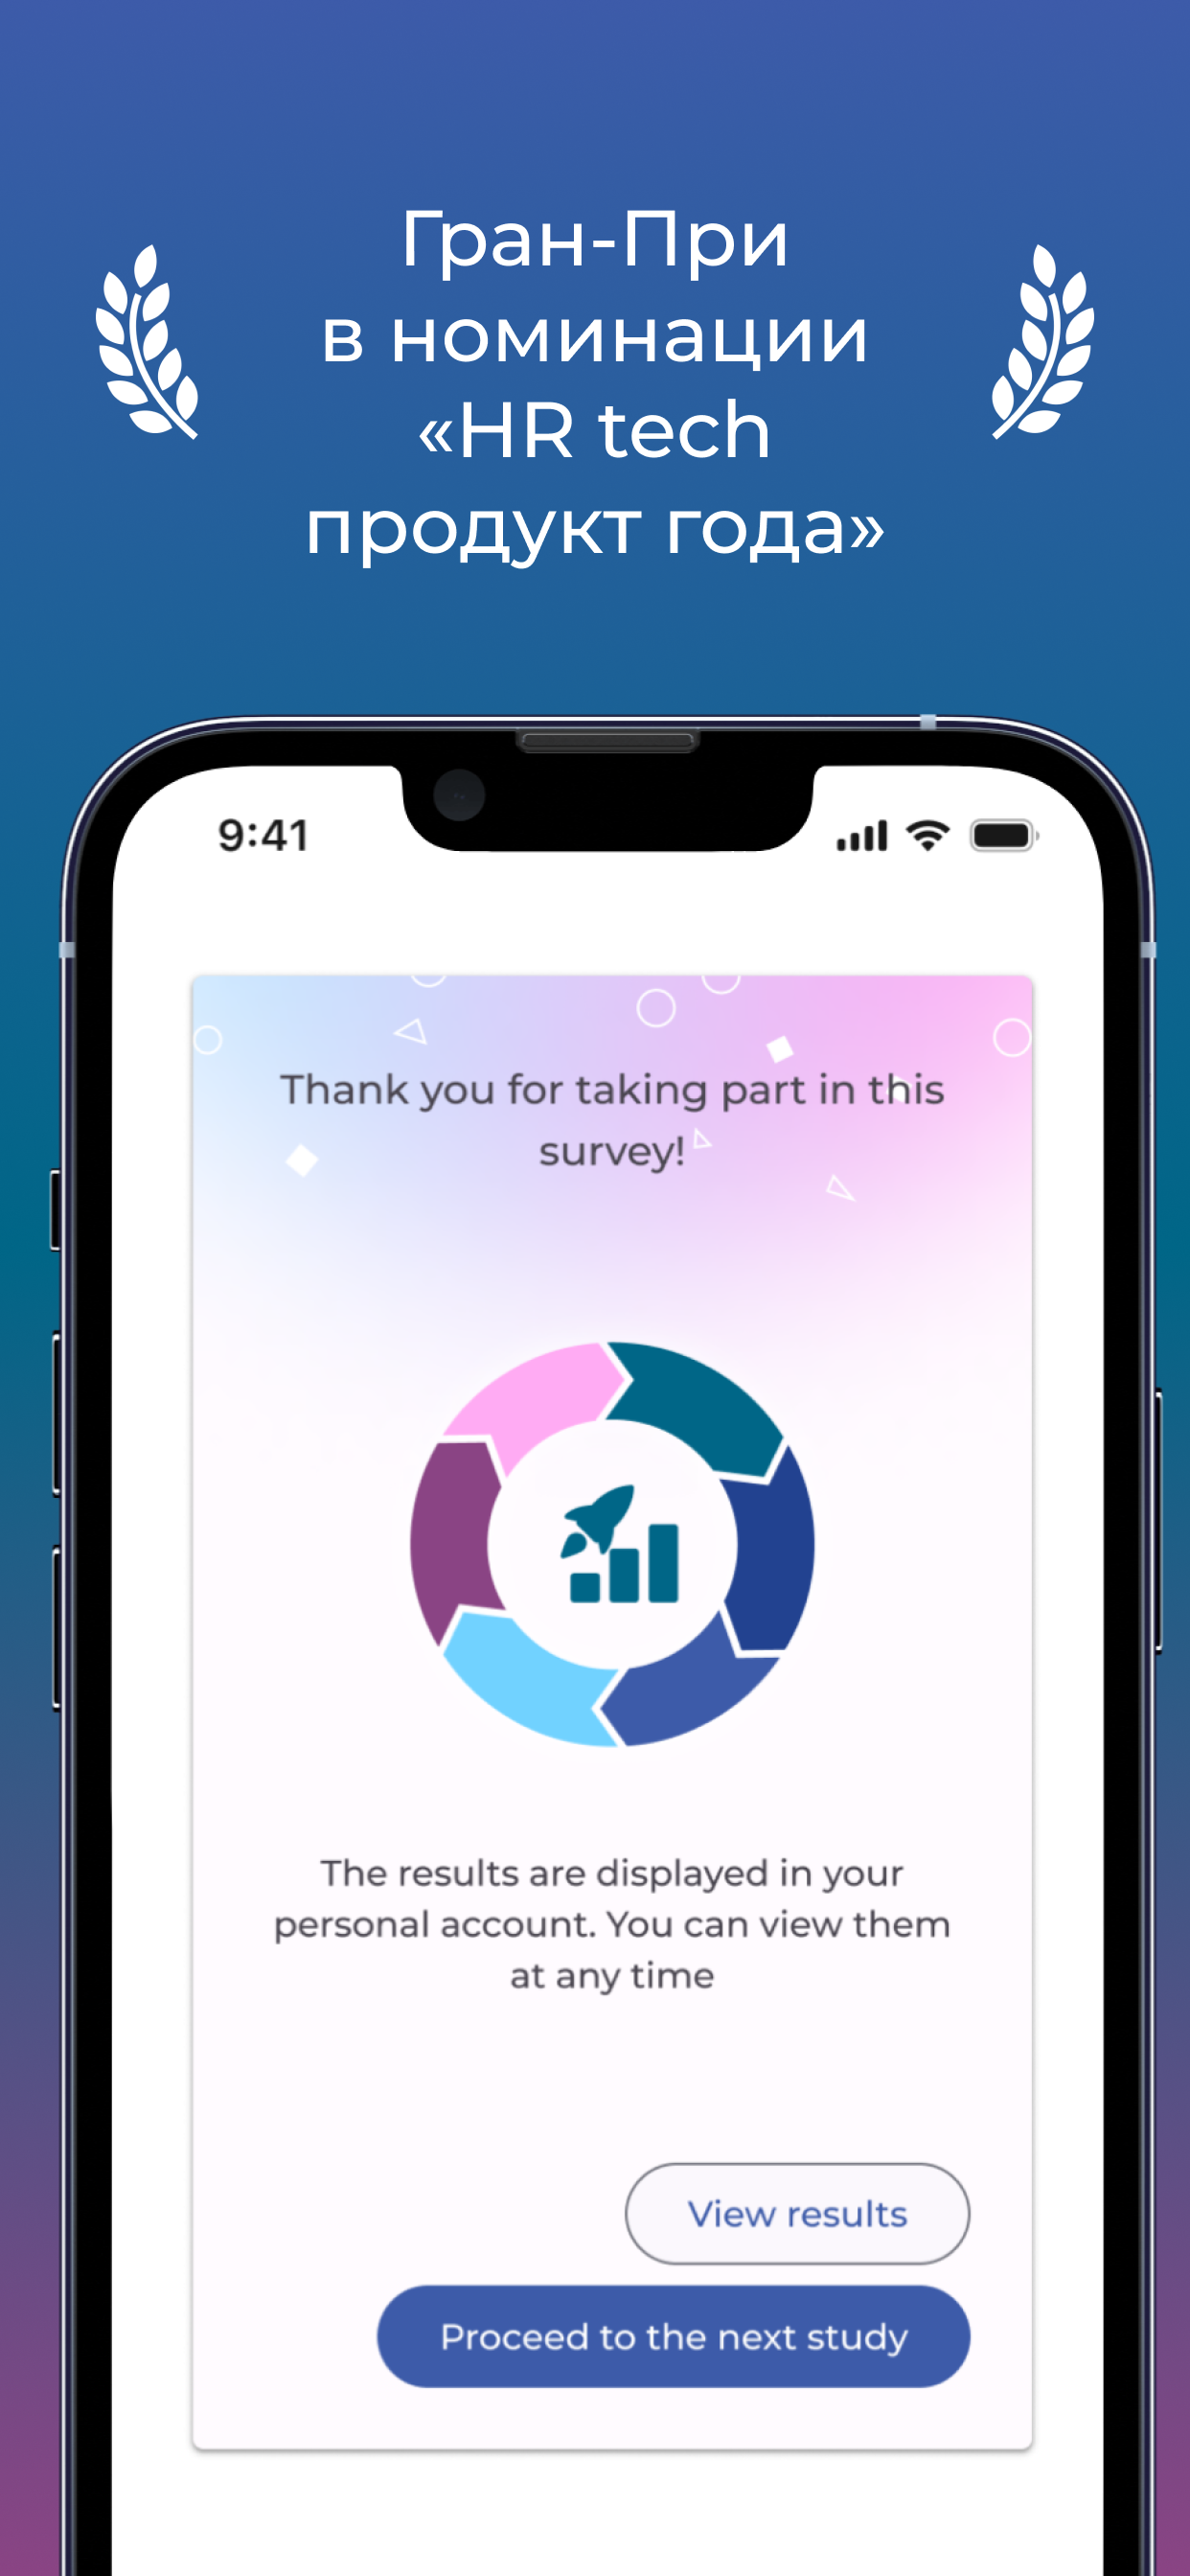 Гран-При
в номинации
«HR tech
продукт года»
9:41
Thank you for taking part in this
survey!
The results are displayed in your
personal account. You can view them
at any time
View results
Proceed to the next study